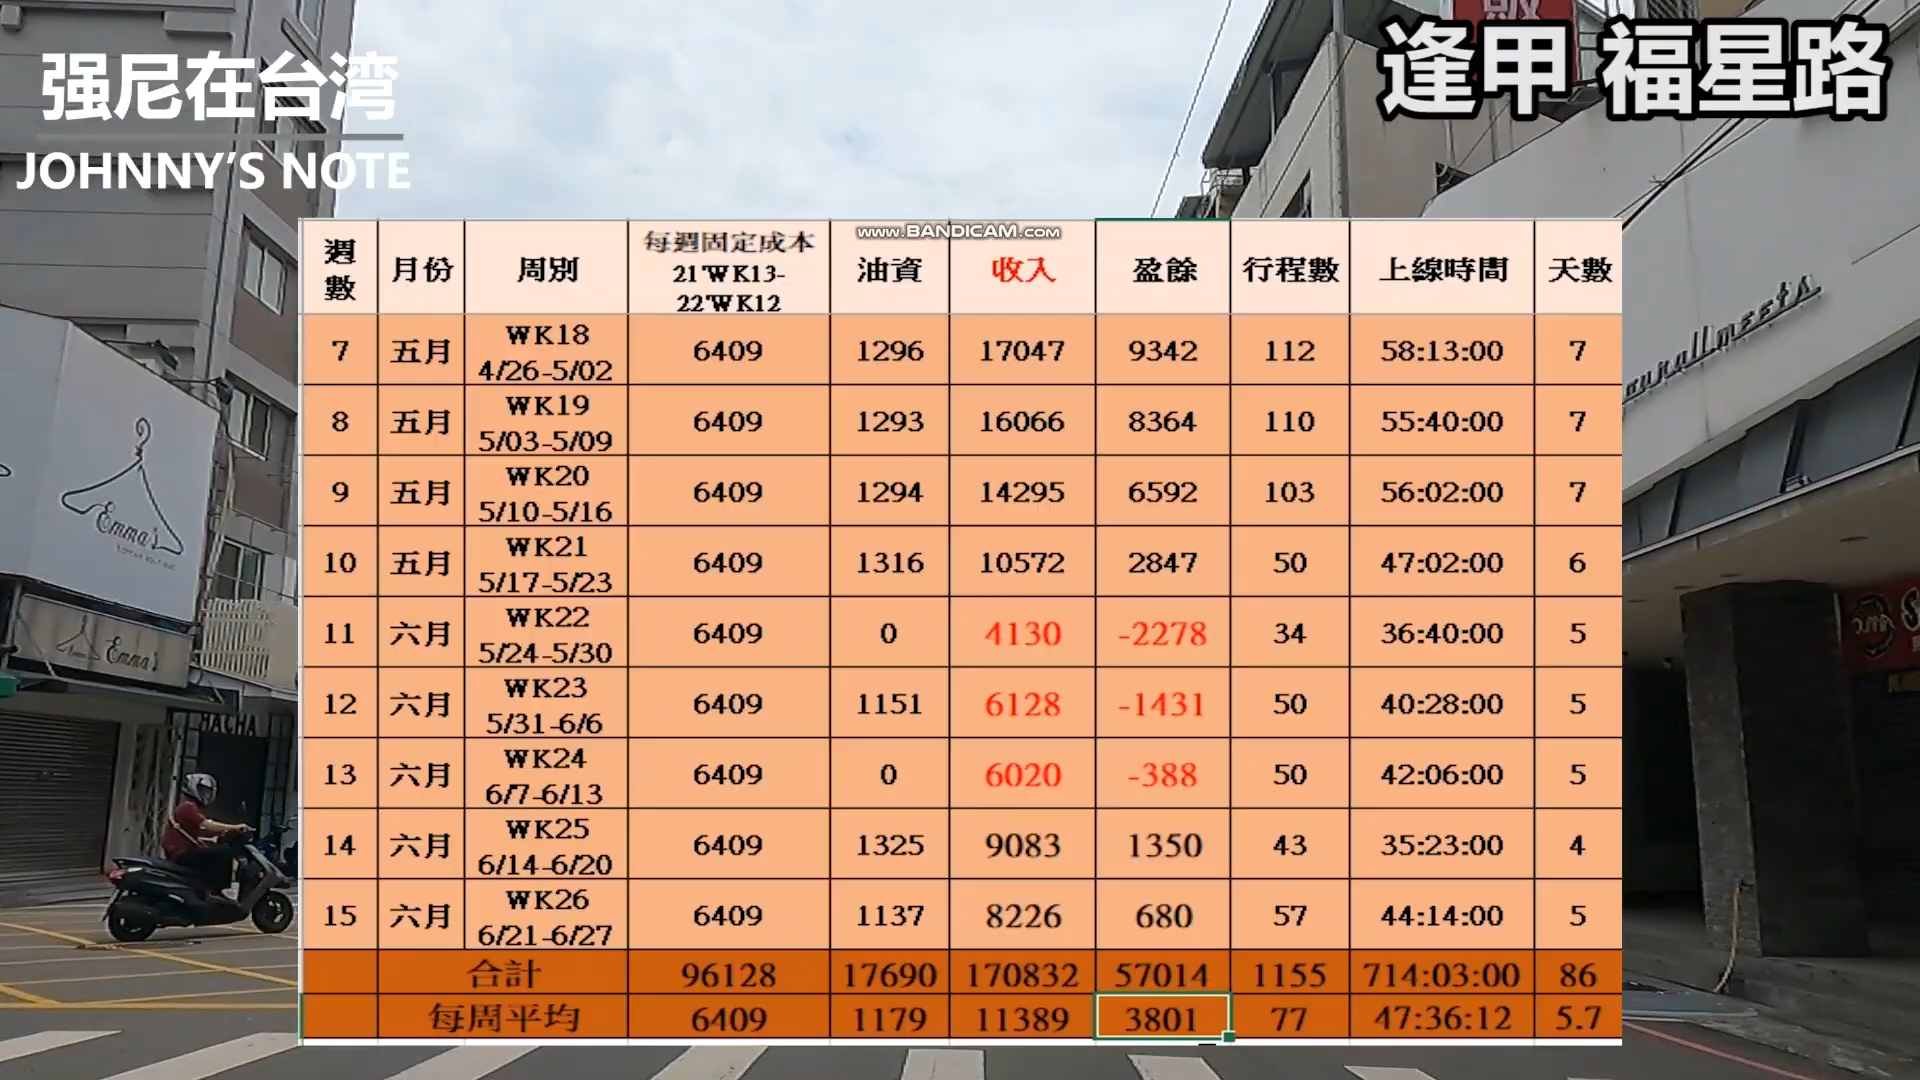 强尼在台湾
JOHNNY'S NOTE
逢甲 福星路
www.BANDICAM.com
週數 月份 周別 每週固定成本 21'WK13-22'WK12 油資 收入 盈餘 行程數 上線時間 天數
7 五月 WK18 4/26-5/02 6409 1296 17047 9342 112 58:13:00 7
8 五月 WK19 5/03-5/09 6409 1293 16066 8364 110 55:40:00 7
9 五月 WK20 5/10-5/16 6409 1294 14295 6592 103 56:02:00 7
10 五月 WK21 5/17-5/23 6409 1316 10572 2847 50 47:02:00 6
11 六月 WK22 5/24-5/30 6409 0 4130 -2278 34 36:40:00 5
12 六月 WK23 5/31-6/6 6409 1151 6128 -1431 50 40:28:00 5
13 六月 WK24 6/7-6/13 6409 0 6020 -388 50 42:06:00 5
14 六月 WK25 6/14-6/20 6409 1325 9083 1350 43 35:23:00 4
15 六月 WK26 6/21-6/27 6409 1137 8226 680 57 44:14:00 5
合計 96128 17690 170832 57014 1155 714:03:00 86
每周平均 6409 1179 11389 3801 77 47:36:12 5.7
Emma's
Emma's
HACHA